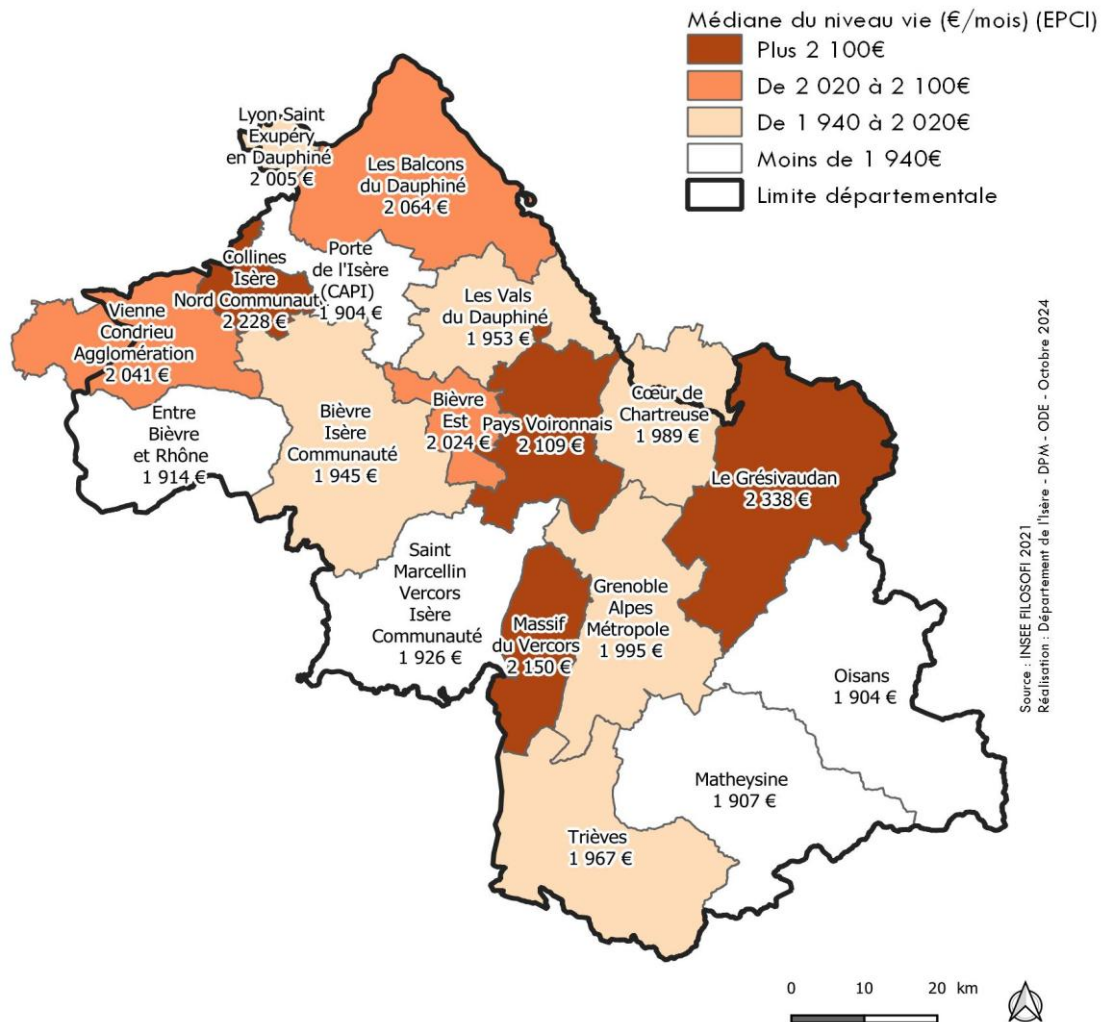 Médiane du niveau vie (€/mois) (EPCI)
Plus 2 100€
De 2 020 à 2 100€
De 1 940 à 2 020€
Moins de 1 940€
Limite départementale
Lyon Saint
Exupéry
en Dauphiné
2 005 €
Les Balcons
du Dauphiné
2 064 €
Collines
Isère
Nord Communauté
2 228 €
Porte
de l'Isère
(CAPI)
1 904 €
Les Vals
du Dauphiné
1 953 €
Vienne
Condrieu
Agglomération
2 041 €
Entre
Bièvre
et Rhône
1 914 €
Bièvre
Isère
Communauté
1 945 €
Bièvre
Est
2 024 €
Pays Voironnais
2 109 €
Cœur de
Chartreuse
1 989 €
Le Grésivaudan
2 338 €
Saint
Marcellin
Vercors
Isère
Communauté
1 926 €
Massif
du Vercors
2 150 €
Grenoble
Alpes
Métropole
1 995 €
Oisans
1 904 €
Matheysine
1 907 €
Trièves
1 967 €
Source : INSEE FILOSOFI 2021
Réalisation : Département de l'Isère - DPM - ODE - Octobre 2024
0 10 20 km